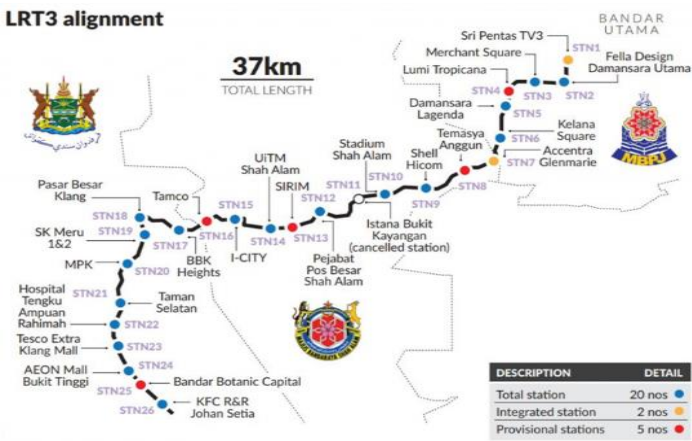 LRT3 alignment
BANDAR
UTAMA
37km
TOTAL LENGTH
Sri Pentas TV3
STN1
Merchant Square
Fella Design
Damansara Utama
Lumi Tropicana
STN4
STN3
STN2
Damansara
Lagenda
STN5
Kelana
Square
STN6
MBPJ
Temasya
Anggun
Accentra
Glenmarie
STN7
STN8
Shell
Hicom
STN9
Stadium
Shah Alam
STN10
STN11
Istana Bukit
Kayangan
(cancelled station)
UiTM
Shah Alam
SIRIM
STN12
Pejabat
Pos Besar
Shah Alam
STN13
STN14
STN15
I-CITY
Tamco
STN16
BBK
Heights
STN17
Pasar Besar
Klang
STN18
SK Meru
1&2
STN19
MPK
STN20
Hospital
Tengku
Ampuan
Rahimah
STN21
Taman
Selatan
STN22
Tesco Extra
Klang Mall
STN23
AEON Mall
Bukit Tinggi
STN24
STN25
Bandar Botanic Capital
STN26
KFC R&R
Johan Setia
DESCRIPTION DETAIL
Total station 20 nos
Integrated station 2 nos
Provisional stations 5 nos